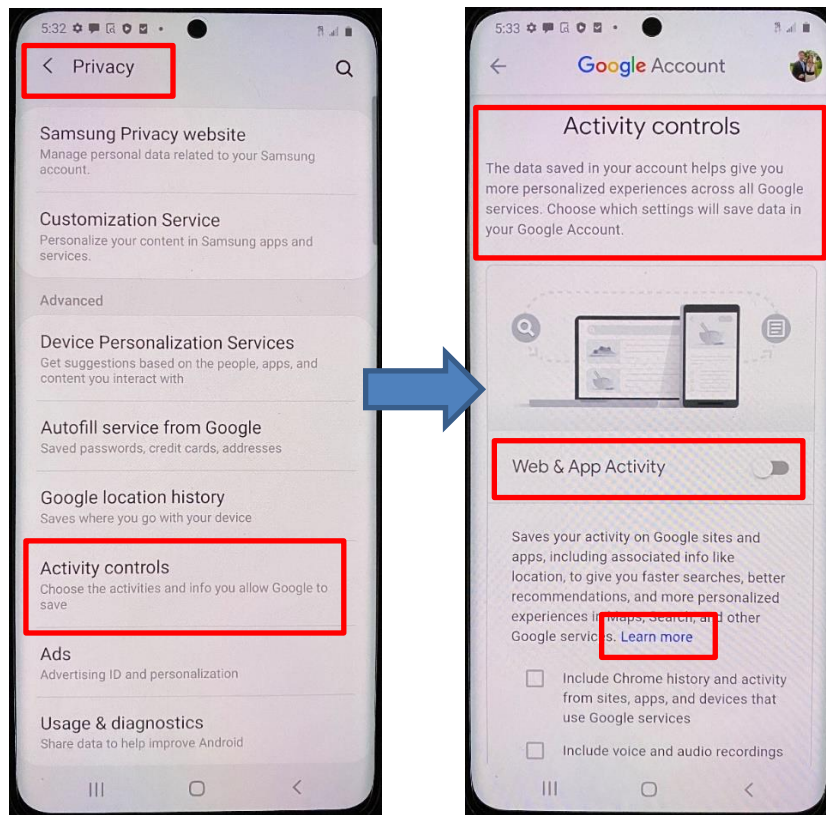 5:32
Privacy
Samsung Privacy website
Manage personal data related to your Samsung
account.
Customization Service
Personalize your content in Samsung apps and
services.
Advanced
Device Personalization Services
Get suggestions based on the people, apps, and
content you interact with
Autofill service from Google
Saved passwords, credit cards, addresses
Google location history
Saves where you go with your device
Activity controls
Choose the activities and info you allow Google to
save
Ads
Advertising ID and personalization
Usage & diagnostics
Share data to help improve Android
5:33
Google Account
Activity controls
The data saved in your account helps give you
more personalized experiences across all Google
services. Choose which settings will save data in
your Google Account.
Web & App Activity
Saves your activity on Google sites and
apps, including associated info like
location, to give you faster searches, better
recommendations, and more personalized
experiences in Maps, Search, and other
Google services. Learn more
Include Chrome history and activity
from sites, apps, and devices that
use Google services
Include voice and audio recordings